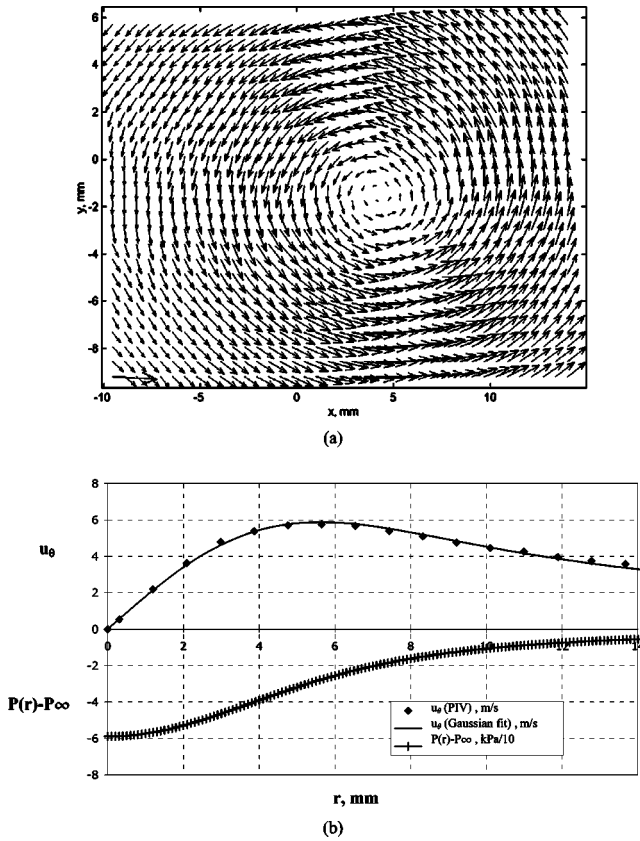 6
4
2
0
-2
-4
-6
-8
y, mm
-10 -5 0 5 10
x, mm
(a)
8
6
4
2
0
-2
-4
-6
-8
uθ
P(r)-P∞
0 2 4 6 8 10 12 14
uθ (PIV) , m/s
uθ (Gaussian fit) , m/s
P(r)-P∞ , kPa/10
r, mm
(b)